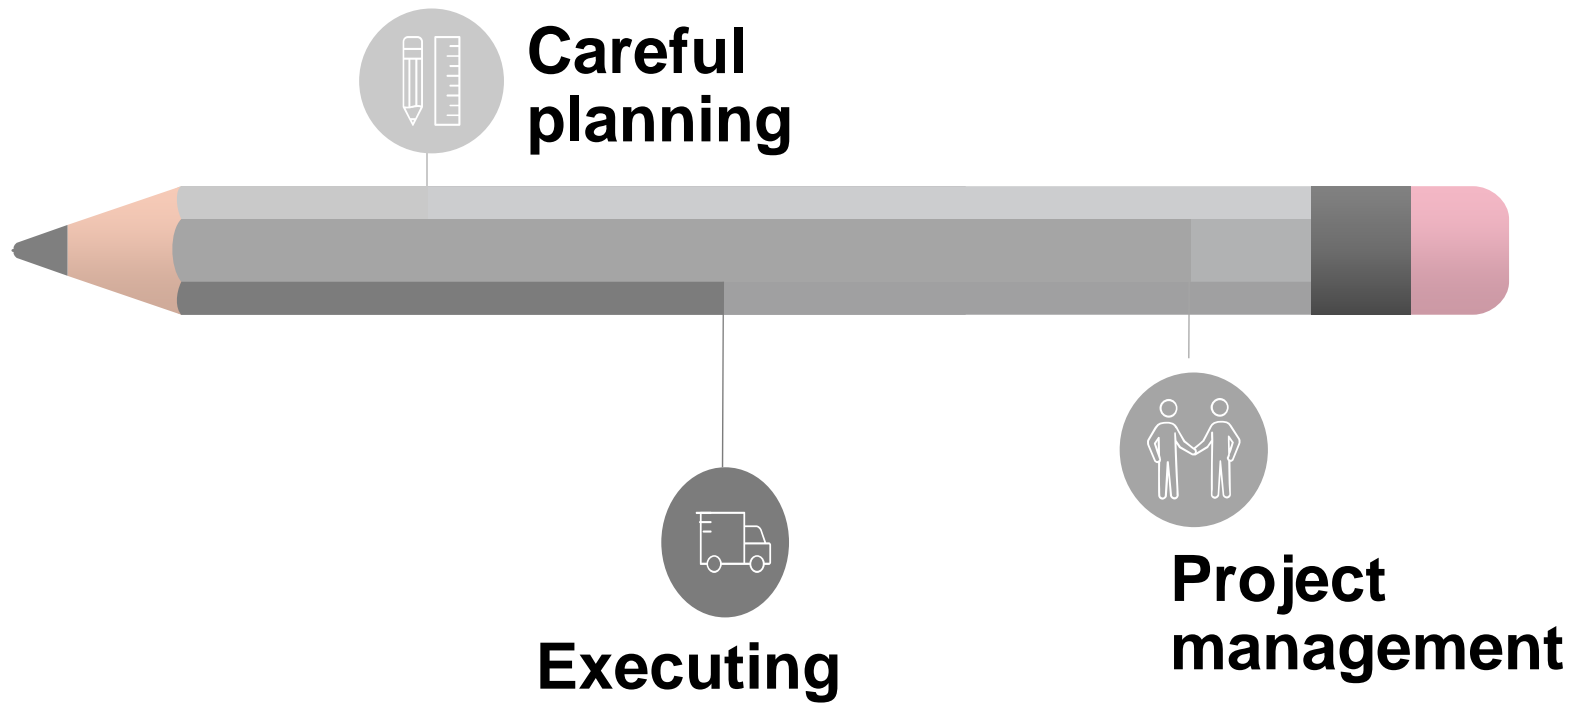 Careful
planning
Executing
Project
management